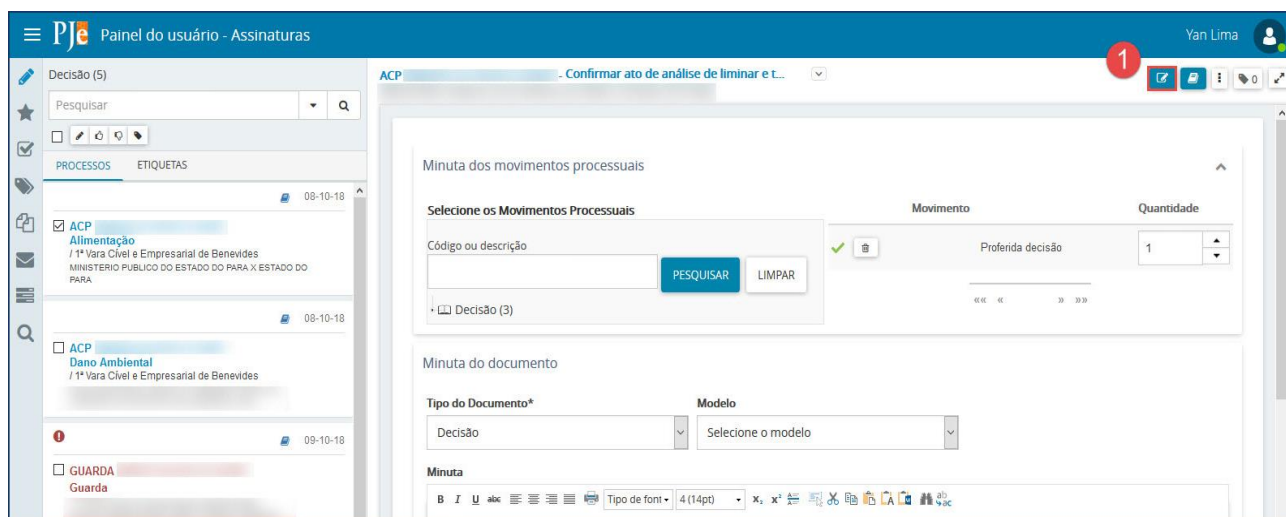 PJe Painel do usuário - Assinaturas
Yan Lima
1
Decisão (5)
Pesquisar
PROCESSOS ETIQUETAS
08-10-18
ACP
Alimentação
/ 1ª Vara Cível e Empresarial de Benevides
MINISTERIO PUBLICO DO ESTADO DO PARA X ESTADO DO
PARA
08-10-18
ACP
Dano Ambiental
/ 1ª Vara Cível e Empresarial de Benevides
09-10-18
GUARDA
Guarda
ACP - Confirmar ato de análise de liminar e t...
0
Minuta dos movimentos processuais
Selecione os Movimentos Processuais
Código ou descrição
PESQUISAR LIMPAR
Decisão (3)
Movimento Quantidade
Proferida decisão 1
«« « » »»
Minuta do documento
Tipo do Documento* Modelo
Decisão Selecione o modelo
Minuta
B I U abc Tipo de font 4 (14pt) x₂ x²